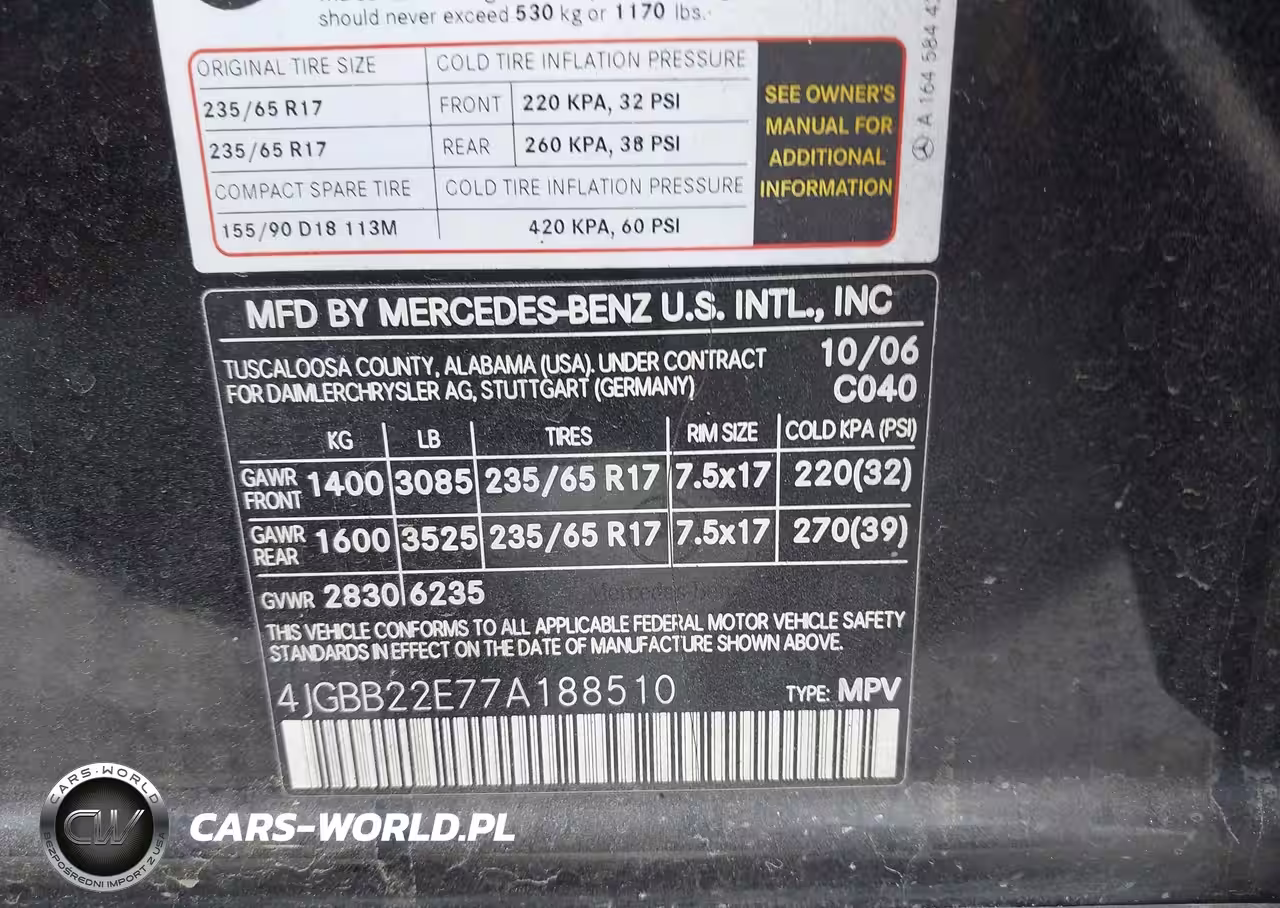 should never exceed 530 kg or 1170 lbs.
ORIGINAL TIRE SIZE COLD TIRE INFLATION PRESSURE
235/65 R17 FRONT 220 KPA, 32 PSI
235/65 R17 REAR 260 KPA, 38 PSI
COMPACT SPARE TIRE COLD TIRE INFLATION PRESSURE
155/90 D18 113M 420 KPA, 60 PSI
SEE OWNER'S
MANUAL FOR
ADDITIONAL
INFORMATION
A 164 584
MFD BY MERCEDES-BENZ U.S. INTL., INC
TUSCALOOSA COUNTY, ALABAMA (USA). UNDER CONTRACT 10/06
FOR DAIMLERCHRYSLER AG, STUTTGART (GERMANY) C040
KG LB TIRES RIM SIZE COLD KPA (PSI)
GAWR FRONT 1400 3085 235/65 R17 7.5x17 220(32)
GAWR REAR 1600 3525 235/65 R17 7.5x17 270(39)
GVWR 2830 6235
Mercedes-benz
THIS VEHICLE CONFORMS TO ALL APPLICABLE FEDERAL MOTOR VEHICLE SAFETY
STANDARDS IN EFFECT ON THE DATE OF MANUFACTURE SHOWN ABOVE.
4JGBB22E77A188510 TYPE: MPV
CARS-WORLD
CW
BEZPOŚREDNI IMPORT Z USA
CARS-WORLD.PL